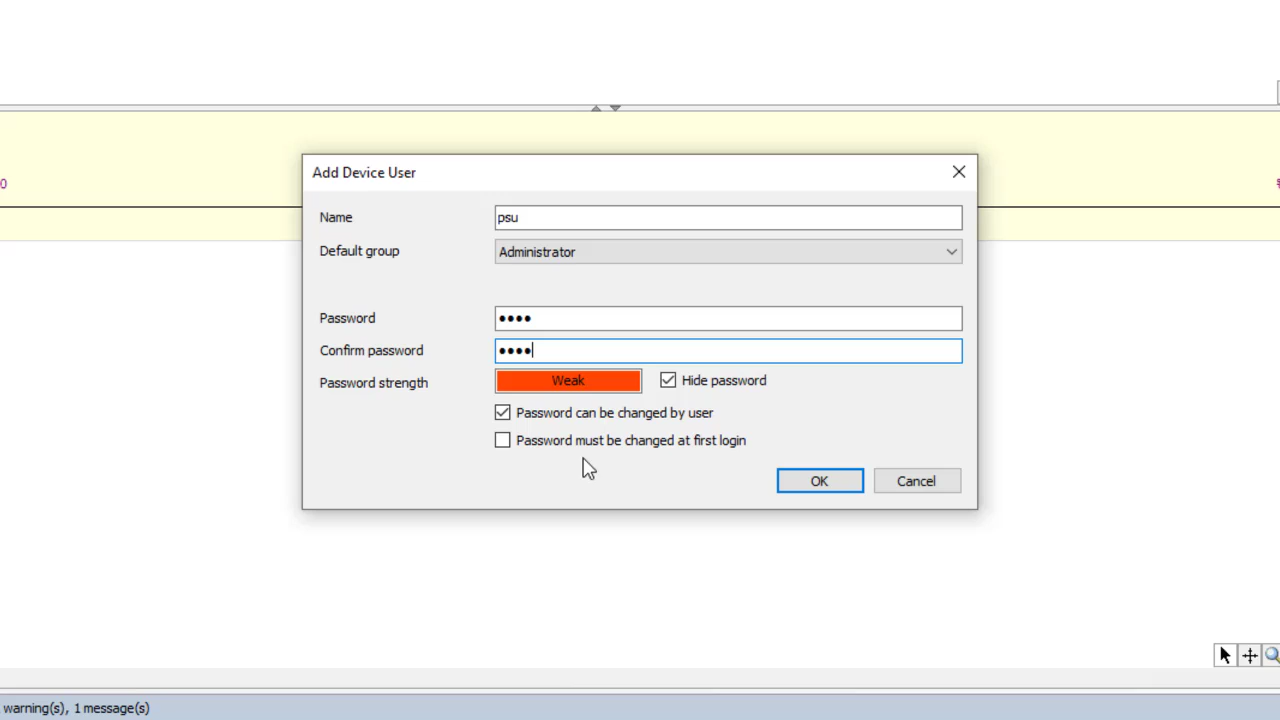 Add Device User
0
Name psu
Default group Administrator
Password ••••
Confirm password ••••
Password strength Weak Hide password
Password can be changed by user
Password must be changed at first login
OK Cancel
warning(s), 1 message(s)